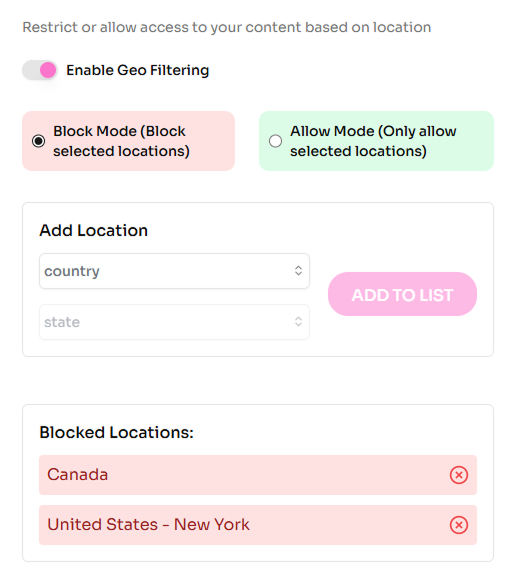 Restrict or allow access to your content based on location
Enable Geo Filtering
Block Mode (Block
selected locations)
Allow Mode (Only allow
selected locations)
Add Location
country
state
ADD TO LIST
Blocked Locations:
Canada
United States - New York